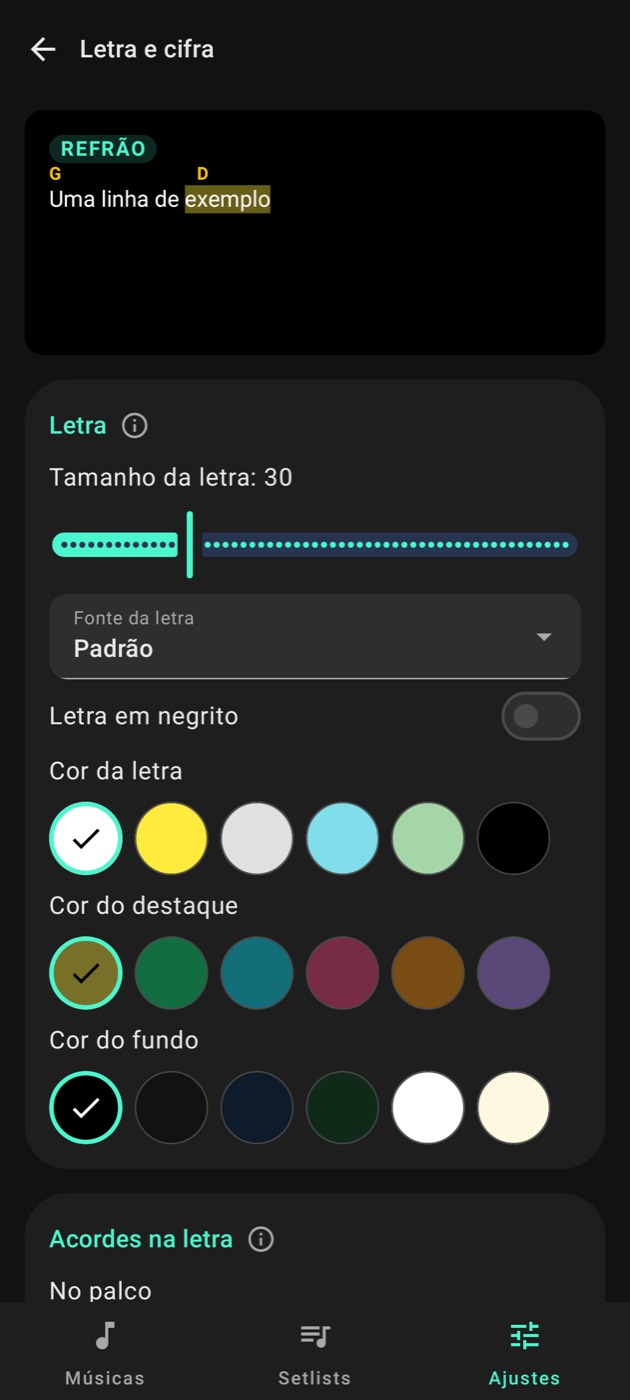 Letra e cifra
REFRÃO
G D
Uma linha de exemplo
Letra
Tamanho da letra: 30
Fonte da letra
Padrão
Letra em negrito
Cor da letra
Cor do destaque
Cor do fundo
Acordes na letra
No palco
Músicas Setlists Ajustes